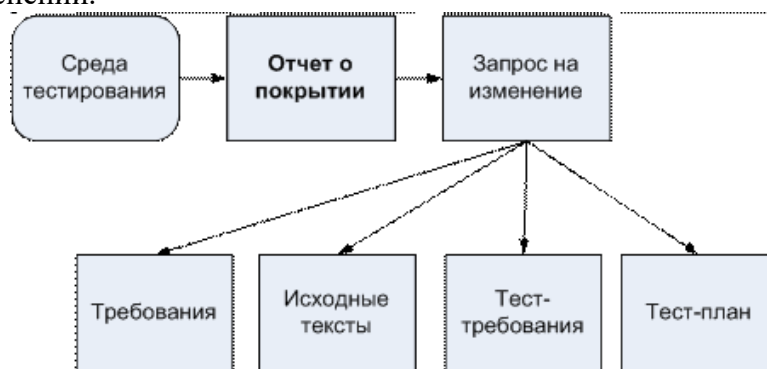 Среда
тестирования
Отчет о
покрытии
Запрос на
изменение
Требования
Исходные
тексты
Тест-
требования
Тест-план